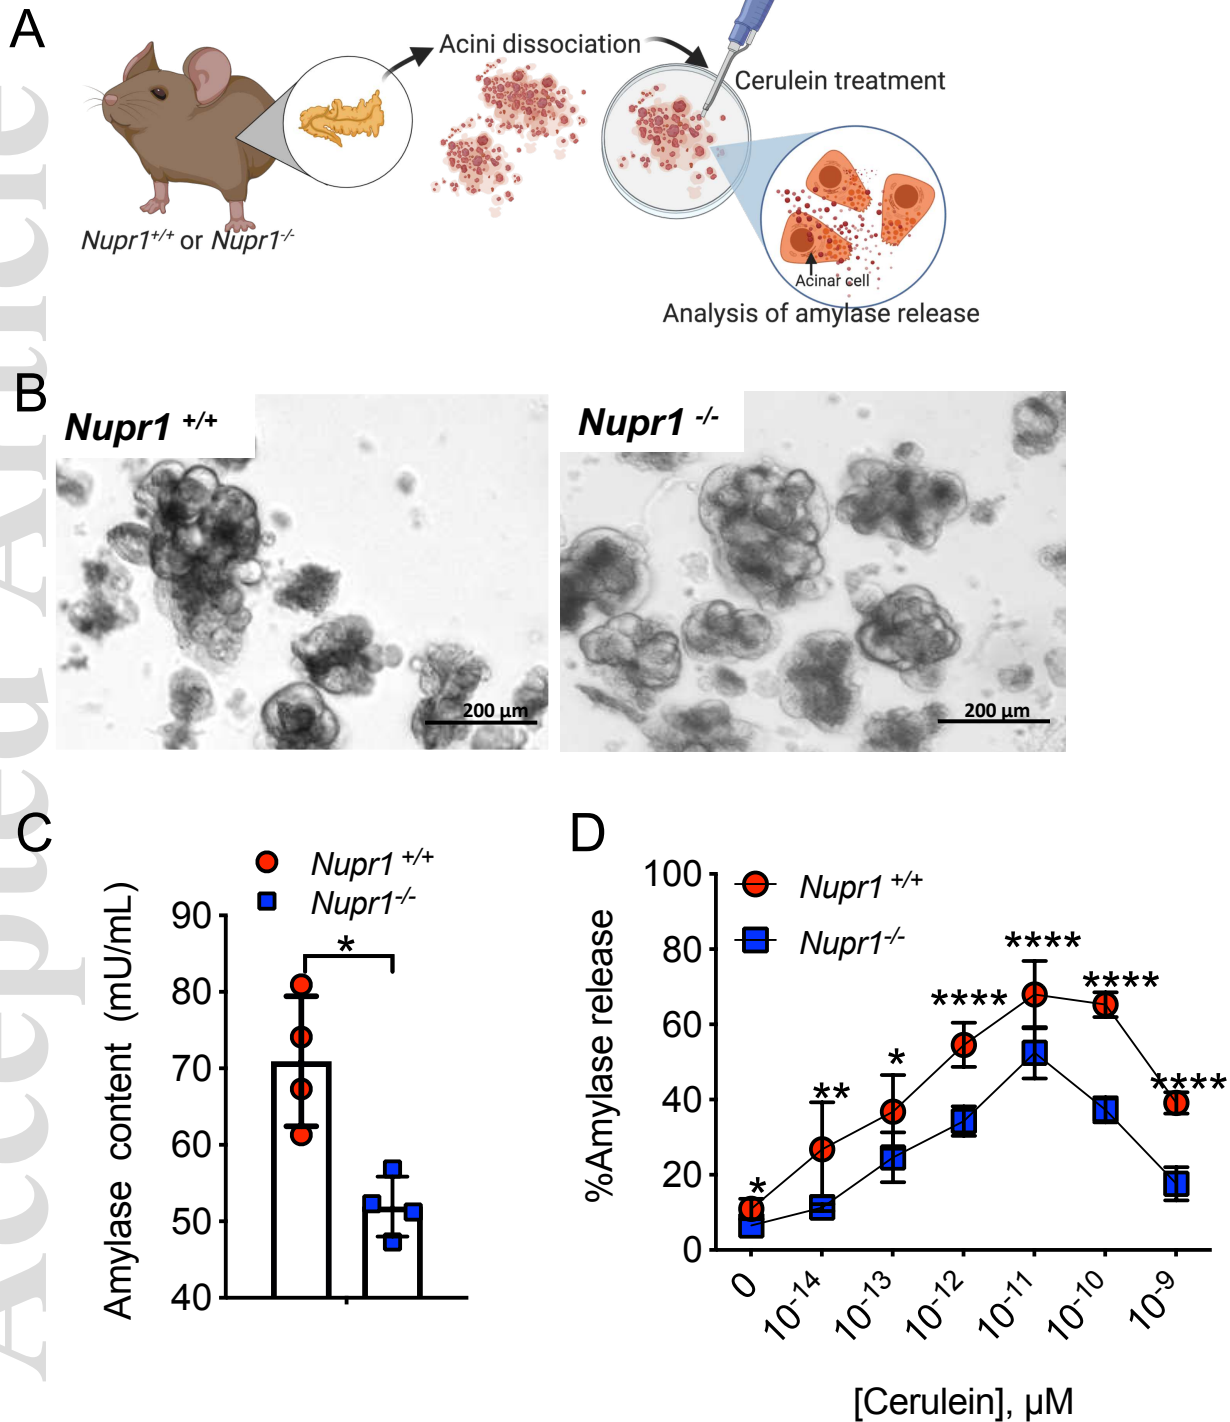 Accepted Article
A
Acini dissociation
Cerulein treatment
Nupr1+/+ or Nupr1-/-
Acinar cell
Analysis of amylase release
B
Nupr1 +/+
Nupr1 -/-
200 µm
200 µm
C
Nupr1 +/+
Nupr1-/-
Amylase content (mU/mL)
90
80
70
60
50
40
*
D
Nupr1 +/+
Nupr1-/-
%Amylase release
100
80
60
40
20
0
*
**
*
****
****
****
****
0
10-14
10-13
10-12
10-11
10-10
10-9
[Cerulein], µM